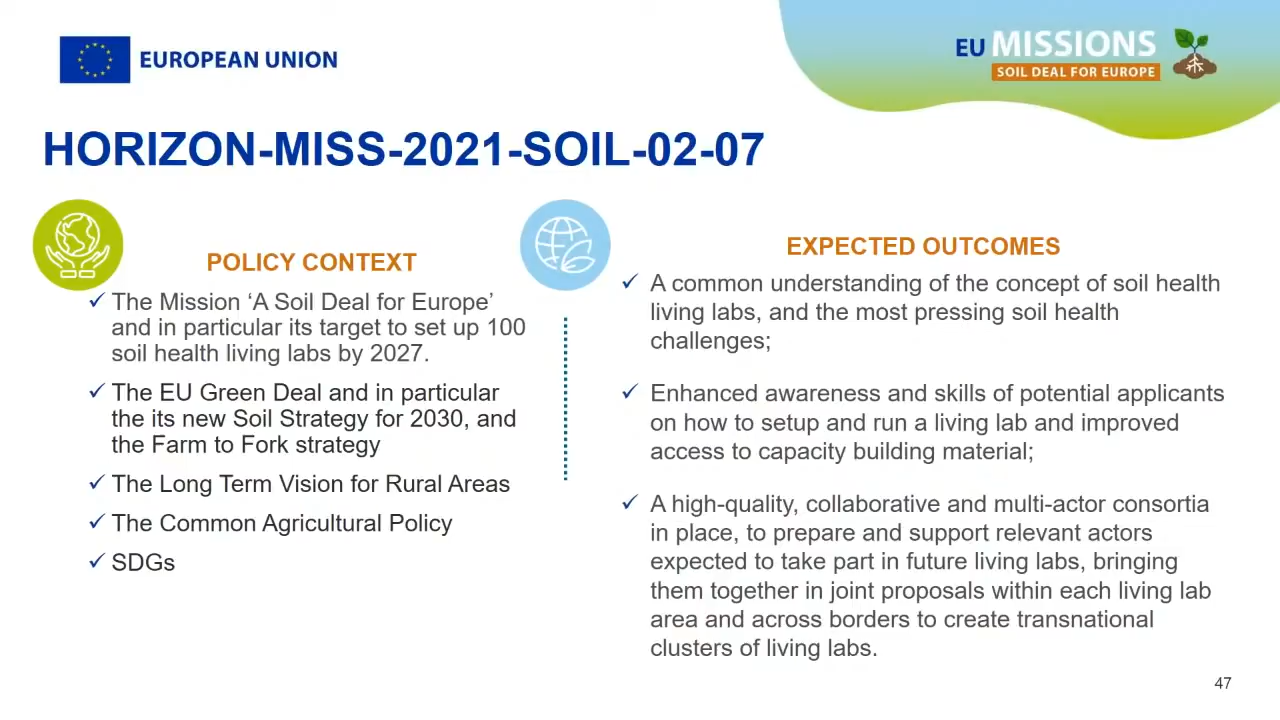 EUROPEAN UNION
EU MISSIONS
SOIL DEAL FOR EUROPE
HORIZON-MISS-2021-SOIL-02-07
POLICY CONTEXT
✓ The Mission ‘A Soil Deal for Europe’
and in particular its target to set up 100
soil health living labs by 2027.
✓ The EU Green Deal and in particular
the its new Soil Strategy for 2030, and
the Farm to Fork strategy
✓ The Long Term Vision for Rural Areas
✓ The Common Agricultural Policy
✓ SDGs
EXPECTED OUTCOMES
✓ A common understanding of the concept of soil health
living labs, and the most pressing soil health
challenges;
✓ Enhanced awareness and skills of potential applicants
on how to setup and run a living lab and improved
access to capacity building material;
✓ A high-quality, collaborative and multi-actor consortia
in place, to prepare and support relevant actors
expected to take part in future living labs, bringing
them together in joint proposals within each living lab
area and across borders to create transnational
clusters of living labs.
47